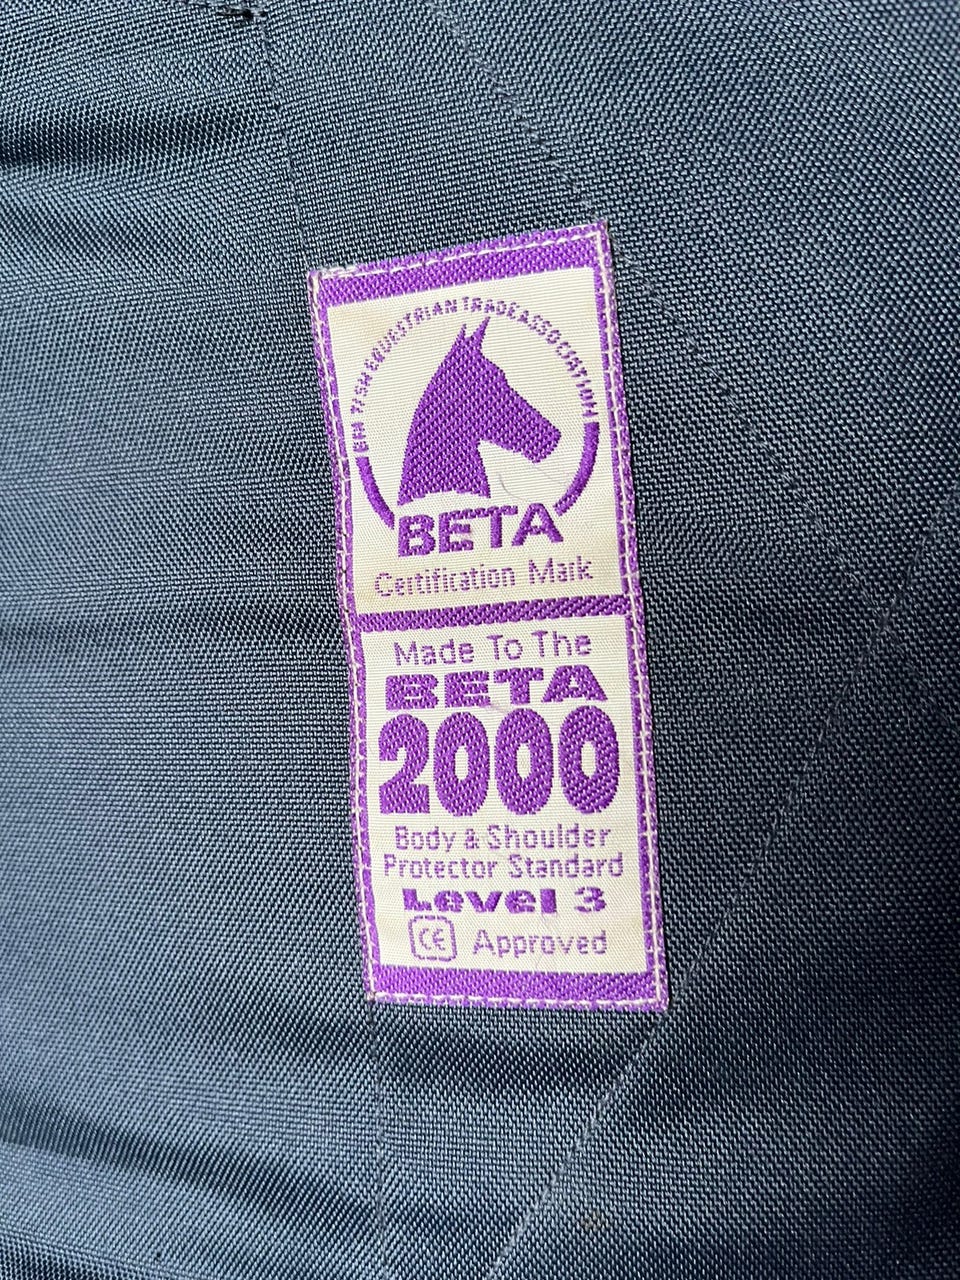 BRITISH EQUESTRIAN TRADE ASSOCIATION
BETA
Certification Mark
Made To The
BETA
2000
Body & Shoulder
Protector Standard
Level 3
CE Approved